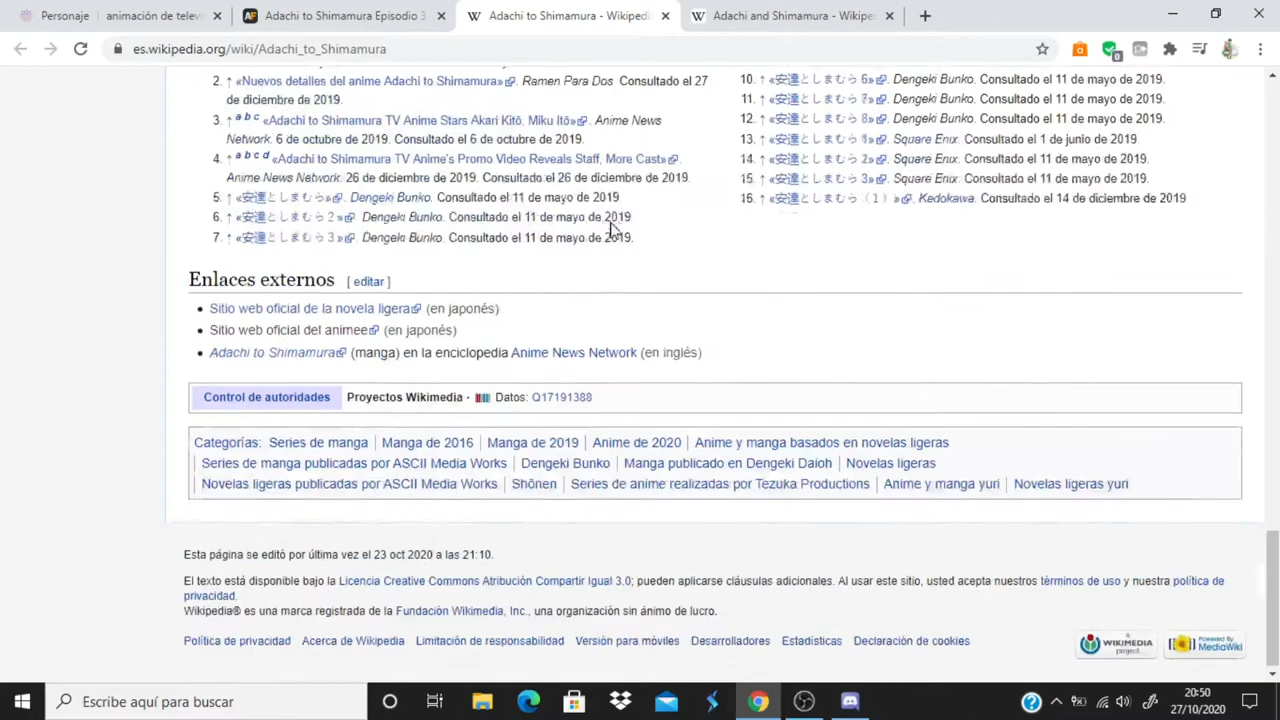 Personaje | animación de telev
Adachi to Shimamura Episodio 3
Adachi to Shimamura - Wikipedi
Adachi and Shimamura - Wikipe
es.wikipedia.org/wiki/Adachi_to_Shimamura
0
2. ↑ «Nuevos detalles del anime Adachi to Shimamura». Ramen Para Dos Consultado el 27
de diciembre de 2019.
3. ↑ a b c «Adachi to Shimamura TV Anime Stars Akari Kitō, Miku Itō». Anime News
Network. 6 de octubre de 2019. Consultado el 6 de octubre de 2019.
4. ↑ a b c d «Adachi to Shimamura TV Anime's Promo Video Reveals Staff, More Cast».
Anime News Network. 26 de diciembre de 2019. Consultado el 26 de diciembre de 2019.
5. ↑ «安達としまむら». Dengeki Bunko. Consultado el 11 de mayo de 2019
6. ↑ «安達としまむら 2 ». Dengeki Bunko. Consultado el 11 de mayo de 2019
7. ↑ «安達としまむら 3». Dengeki Bunko. Consultado el 11 de mayo de 2019.
10. ↑ «安達としまむら 6». Dengeki Bunko. Consultado el 11 de mayo de 2019.
11. ↑ «安達としまむら 7». Dengeki Bunko. Consultado el 11 de mayo de 2019.
12. ↑ «安達としまむら 8». Dengeki Bunko. Consultado el 11 de mayo de 2019.
13. ↑ «安達としまむら 1». Square Enix. Consultado el 1 de junio de 2019.
14. ↑ «安達としまむら 2». Square Enix. Consultado el 11 de mayo de 2019.
15. ↑ «安達としまむら 3». Square Enix. Consultado el 11 de mayo de 2019.
16. ↑ «安達としまむら（1）». Kedokawa. Consultado el 14 de diciembre de 2019
Enlaces externos [ editar ]
Sitio web oficial de la novela ligera (en japonés)
Sitio web oficial del animee (en japonés)
Adachi to Shimamura (manga) en la enciclopedia Anime News Network (en inglés)
Control de autoridades Proyectos Wikimedia · Datos: Q17191388
Categorías: Series de manga | Manga de 2016 | Manga de 2019 | Anime de 2020 | Anime y manga basados en novelas ligeras
| Series de manga publicadas por ASCII Media Works | Dengeki Bunko | Manga publicado en Dengeki Daioh | Novelas ligeras
| Novelas ligeras publicadas por ASCII Media Works | Shōnen | Series de anime realizadas por Tezuka Productions | Anime y manga yuri | Novelas ligeras yuri
Esta página se editó por última vez el 23 oct 2020 a las 21:10.
El texto está disponible bajo la Licencia Creative Commons Atribución Compartir Igual 3.0; pueden aplicarse cláusulas adicionales. Al usar este sitio, usted acepta nuestros términos de uso y nuestra política de
privacidad.
Wikipedia® es una marca registrada de la Fundación Wikimedia, Inc., una organización sin ánimo de lucro.
Política de privacidad Acerca de Wikipedia Limitación de responsabilidad Versión para móviles Desarrolladores Estadísticas Declaración de cookies
A WIKIMEDIA project
Powered By MediaWiki
Escribe aquí para buscar
20:50
27/10/2020